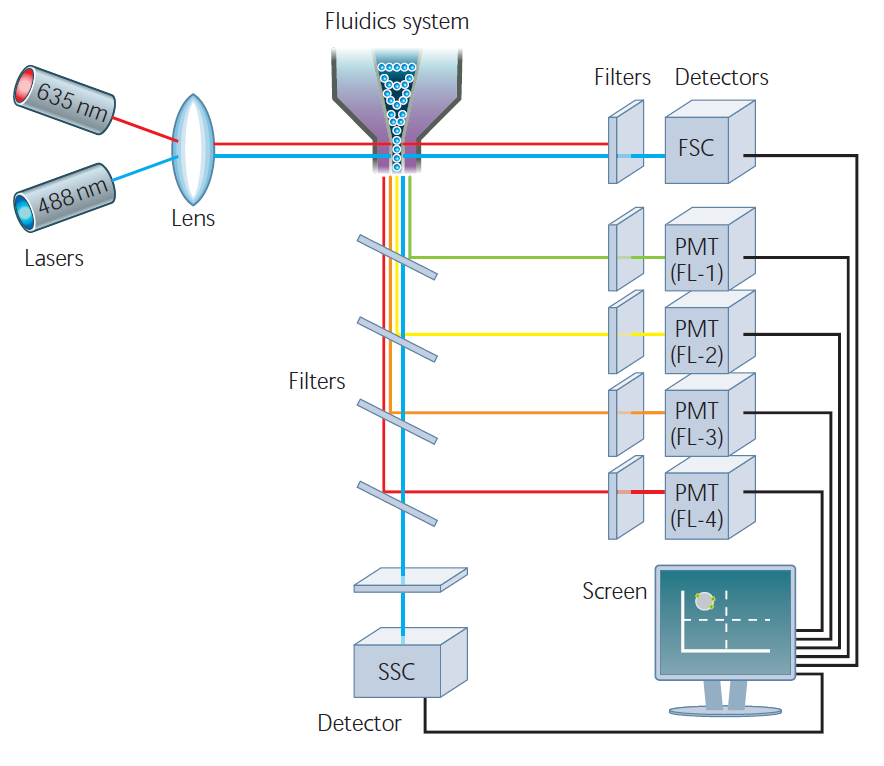 Fluidics system
Filters
Detectors
635 nm
FSC
488 nm
Lens
Lasers
PMT
(FL-1)
PMT
(FL-2)
Filters
PMT
(FL-3)
PMT
(FL-4)
Screen
SSC
Detector